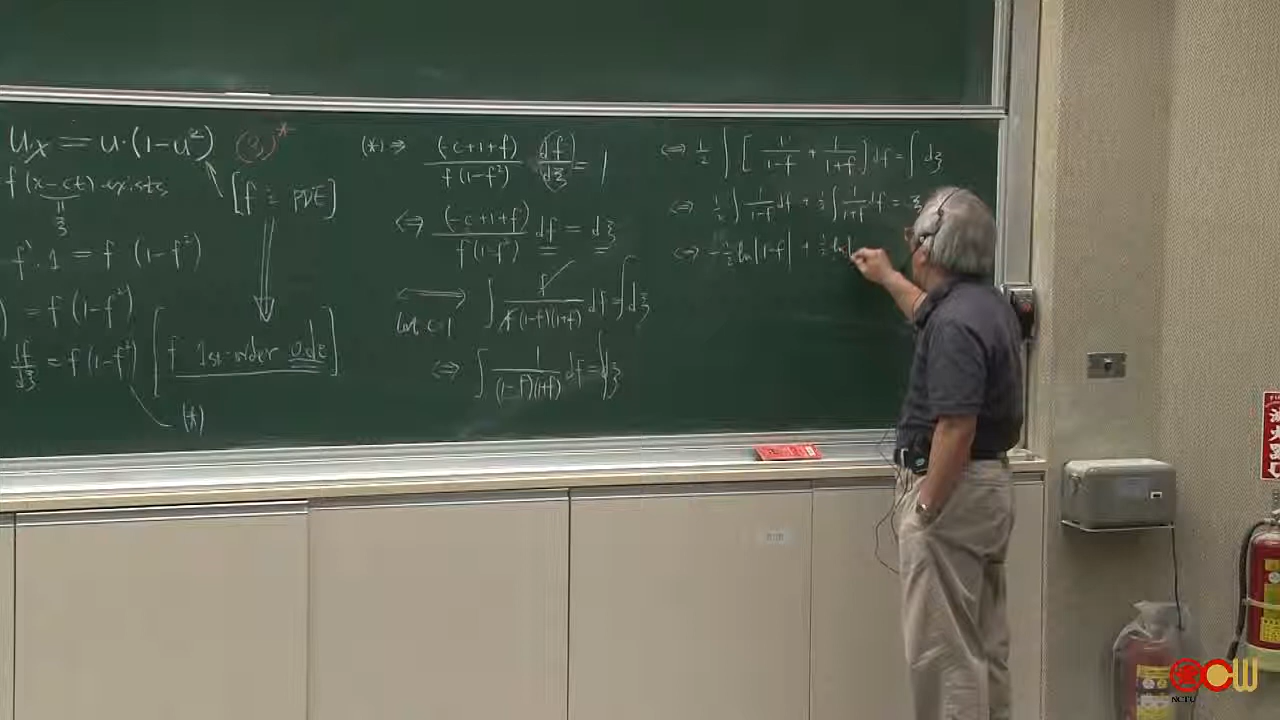 u_x = u·(1-u²) (3)*
f(x-ct) exists
ξ
[f ≥ PDE]
f'·1 = f (1-f²)
) = f(1-f²)
df/dξ = f(1-f²) [f 1st-order O.d.e]
(*)
(*) ⇒ (-c+1+f)/f(1-f²) df/dξ = 1
⇔ (-c+1+f)/f(1-f²) df = dξ
⟷ ∫ f/f(1-f)(1+f) df = ∫dξ
let c=1
⇔ ∫ 1/(1-f)(1+f) df = ∫dξ
⇔ 1/2 ∫ [1/1-f + 1/1+f] df = ∫ dξ
⇔ 1/2 ∫ 1/1-f df + 1/2 ∫ 1/1+f df = ξ
⇔ -1/2 ln|1-f| + 1/2 ln|
NCTU
OCW